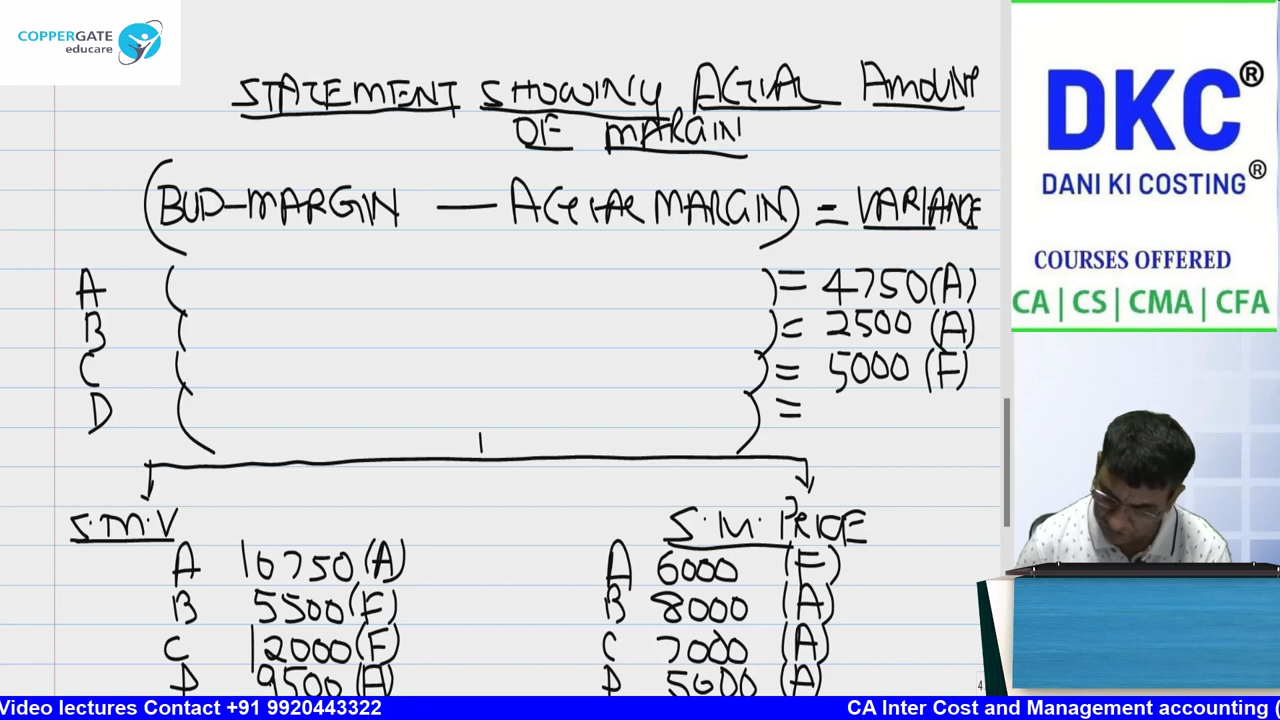 COPPERGATE
educare
STATEMENT SHOWING ACTUAL AMOUNT
OF MARGIN
(BUD-MARGIN — ACTUAL MARGIN) = VARIANCE
A ( ) = 4750 (A)
B ( ) = 2500 (A)
C ( ) = 5000 (F)
D ( ) =
S.M.V
A 10750 (A)
B 5500 (F)
C 12000 (F)
D 9500 (A)
S.M. PRICE
A 6000 (F)
B 8000 (A)
C 7000 (A)
D 5600 (A)
4
DKC®
DANI KI COSTING®
COURSES OFFERED
CA | CS | CMA | CFA
Video lectures Contact +91 9920443322 CA Inter Cost and Management accounting (